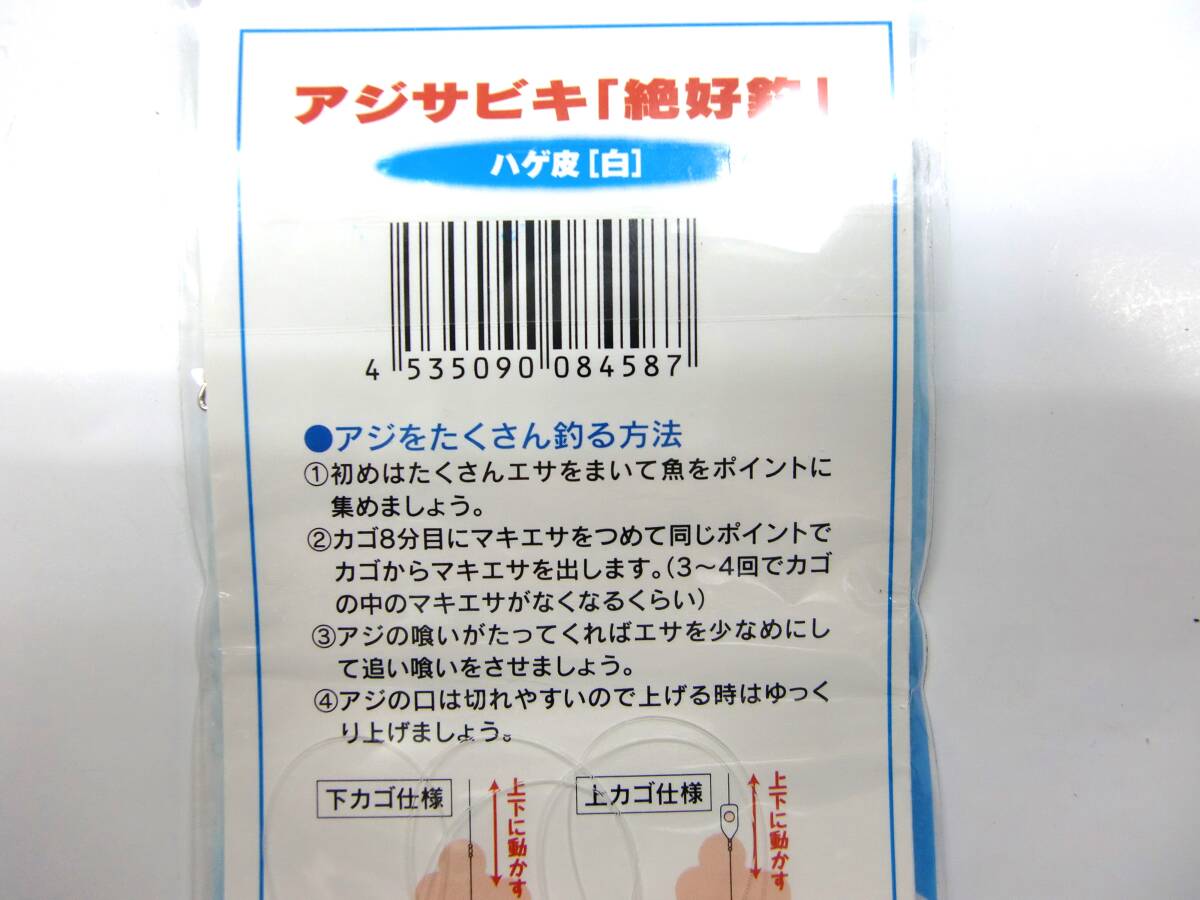 アジサビキ「絶好釣」
ハゲ皮［白］
4 535090 084587
●アジをたくさん釣る方法
①初めはたくさんエサをまいて魚をポイントに
集めましょう。
②カゴ8分目にマキエサをつめて同じポイントで
カゴからマキエサを出します。（3〜4回でカゴ
の中のマキエサがなくなるくらい）
③アジの喰いがたってくればエサを少なめにし
て追い喰いをさせましょう。
④アジの口は切れやすいので上げる時はゆっく
り上げましょう。
下カゴ仕様
上下に動かす
上カゴ仕様
上下に動かす